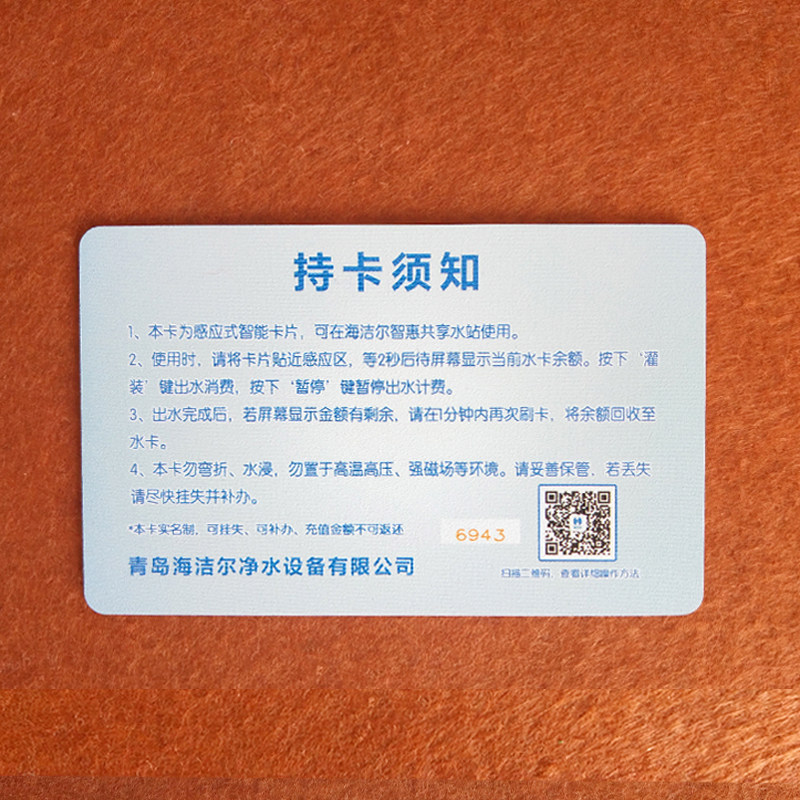 持卡须知
1、本卡为感应式智能卡片，可在海洁尔智惠共享水站使用。
2、使用时，请将卡片贴近感应区，等2秒后待屏幕显示当前水卡余额。按下‘灌
装’键出水消费，按下‘暂停’键暂停出水计费。
3、出水完成后，若屏幕显示金额有剩余，请在1分钟内再次刷卡，将余额回收至
水卡。
4、本卡勿弯折、水浸，勿置于高温高压、强磁场等环境。请妥善保管，若丢失
请尽快挂失并补办。
*本卡实名制，可挂失、可补办、充值金额不可返还
6943
青岛海洁尔净水设备有限公司
扫描二维码，查看详细操作方法